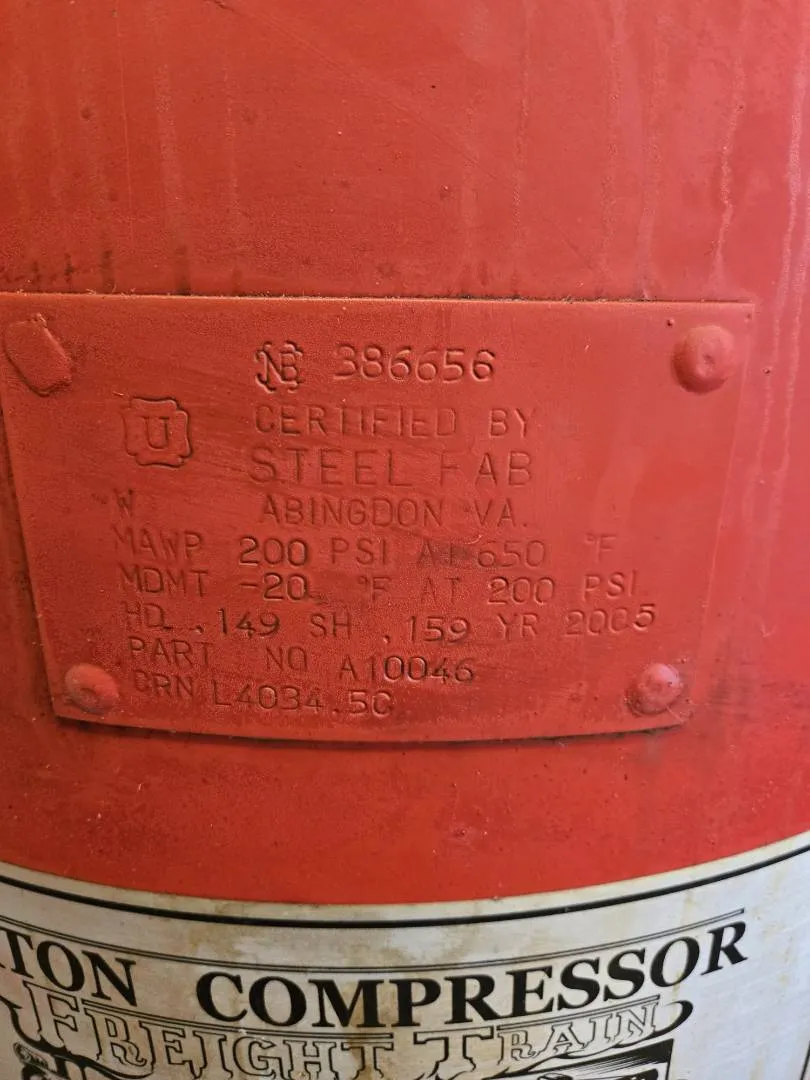 NB 386656
U CERTIFIED BY
STEEL FAB
W ABINGDON VA.
MAWP 200 PSI AT 650 °F
MDMT -20 °F AT 200 PSI
HD .149 SH .159 YR 2005
PART NO A10046
CRN L4034.5C
TON COMPRESSOR
FREIGHT TRAIN